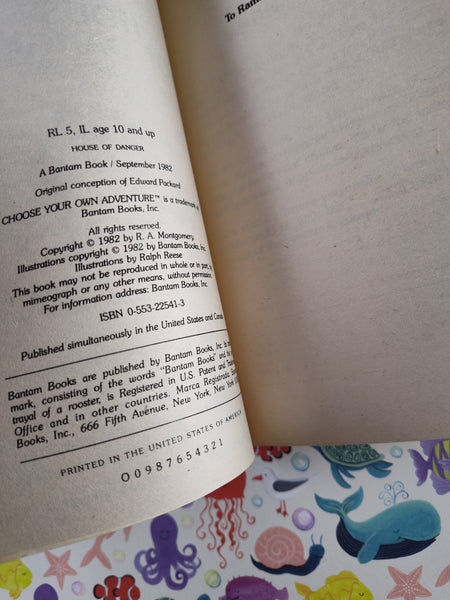 RL 5, IL age 10 and up
HOUSE OF DANGER
A Bantam Book / September 1982
Original conception of Edward Packard
CHOOSE YOUR OWN ADVENTURE™ is a trademark of
Bantam Books, Inc.
All rights reserved.
Copyright © 1982 by R. A. Montgomery
Illustrations copyright © 1982 by Bantam Books, Inc.
Illustrations by Ralph Reese
This book may not be reproduced in whole or in part, by
mimeograph or any other means, without permission.
For information address: Bantam Books, Inc.
ISBN 0-553-22541-3
Published simultaneously in the United States and Canada
Bantam Books are published by Bantam Books, Inc. Its
mark, consisting of the words "Bantam Books" and the
trayal of a rooster, is Registered in U.S. Patent and
Office and in other countries. Marca Registrada. Bantam
Books, Inc., 666 Fifth Avenue, New York, New York
PRINTED IN THE UNITED STATES OF AMERICA
O 0 9 8 7 6 5 4 3 2 1
To